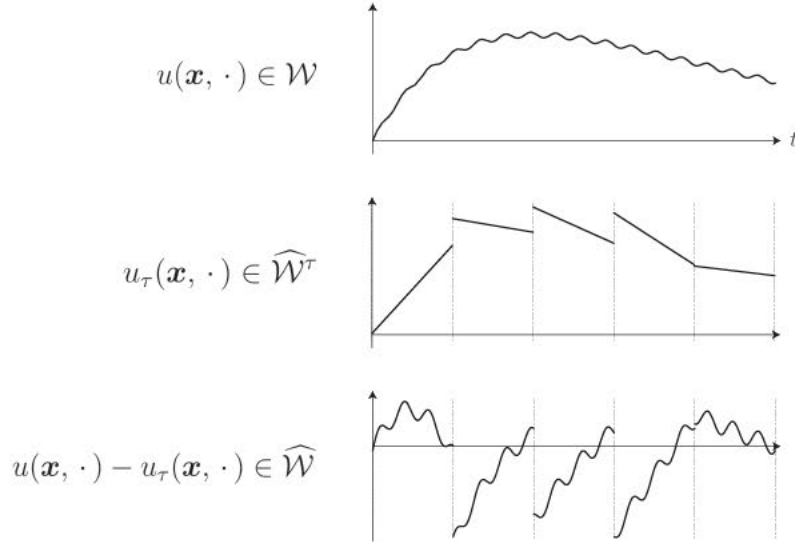 u(x, ·) ∈ 𝒲
t
u_τ(x, ·) ∈ \widehat{𝒲}^τ
u(x, ·) − u_τ(x, ·) ∈ \widehat{𝒲}